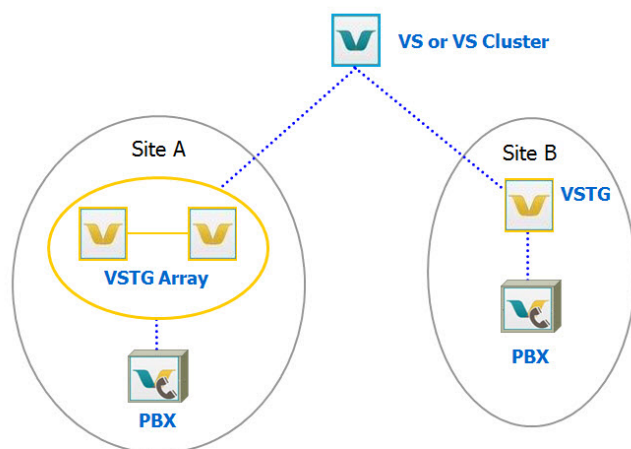 VS or VS Cluster
Site A
Site B
VSTG
VSTG Array
PBX
PBX